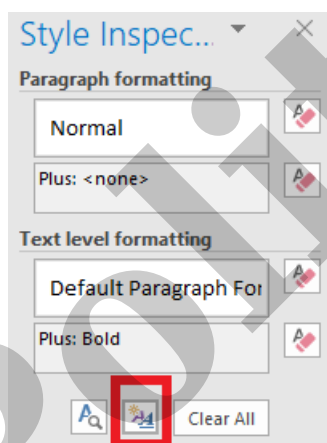 Style Inspec...
Paragraph formatting
Normal
Plus: <none>
Text level formatting
Default Paragraph For
Plus: Bold
Clear All